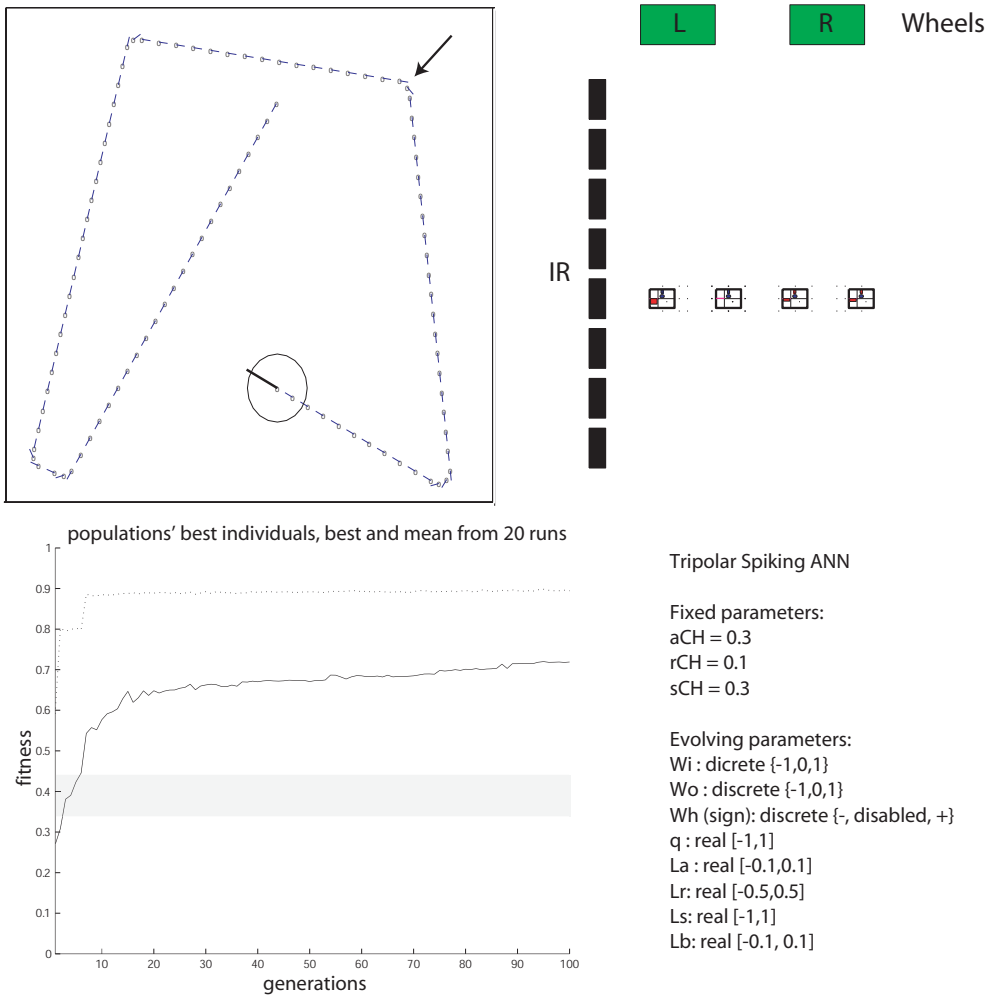 L
R
Wheels
IR
populations' best individuals, best and mean from 20 runs
fitness
1
0.9
0.8
0.7
0.6
0.5
0.4
0.3
0.2
0.1
0
10
20
30
40
50
60
70
80
90
100
generations
Tripolar Spiking ANN
Fixed parameters:
aCH = 0.3
rCH = 0.1
sCH = 0.3
Evolving parameters:
Wi : dicrete {-1,0,1}
Wo : discrete {-1,0,1}
Wh (sign): discrete {-, disabled, +}
q : real [-1,1]
La : real [-0.1,0.1]
Lr: real [-0.5,0.5]
Ls: real [-1,1]
Lb: real [-0.1, 0.1]